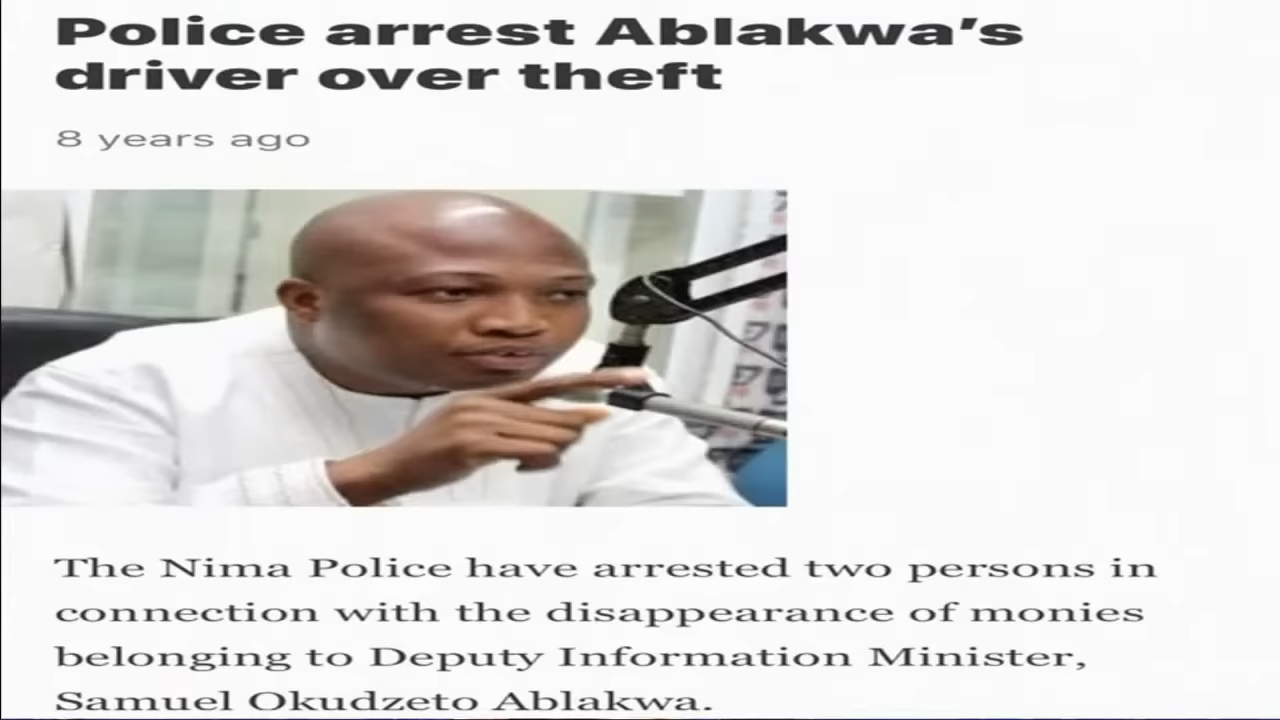 Police arrest Ablakwa's
driver over theft
8 years ago
The Nima Police have arrested two persons in
connection with the disappearance of monies
belonging to Deputy Information Minister,
Samuel Okudzeto Ablakwa.